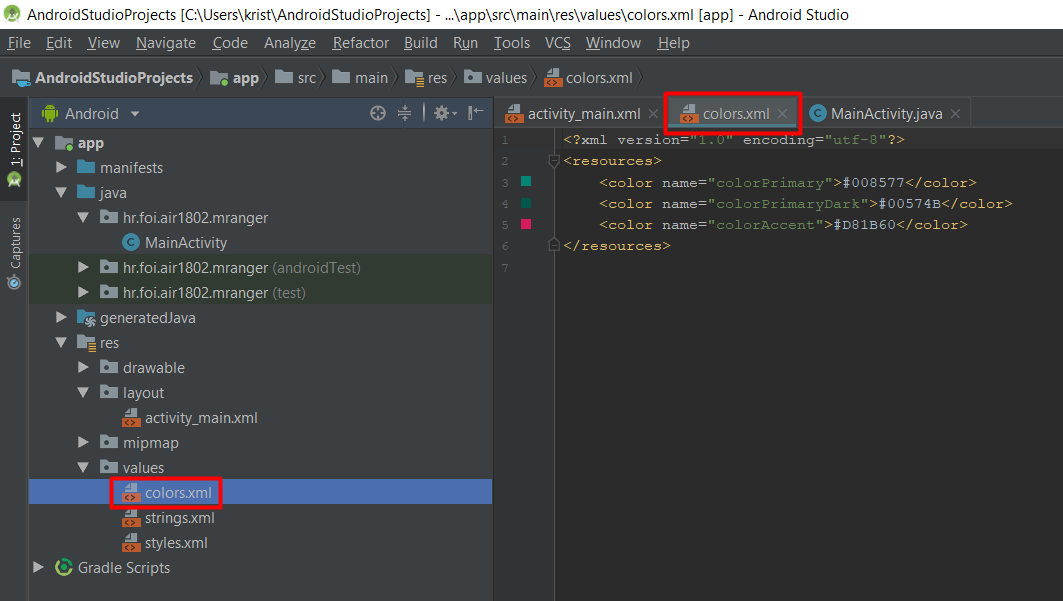 AndroidStudioProjects [C:\Users\krist\AndroidStudioProjects] - ...\app\src\main\res\values\colors.xml [app] - Android Studio
File Edit View Navigate Code Analyze Refactor Build Run Tools VCS Window Help
AndroidStudioProjects app src main res values colors.xml
1: Project
Captures
Android
app
manifests
java
hr.foi.air1802.mranger
MainActivity
hr.foi.air1802.mranger (androidTest)
hr.foi.air1802.mranger (test)
generatedJava
res
drawable
layout
activity_main.xml
mipmap
values
colors.xml
strings.xml
styles.xml
Gradle Scripts
activity_main.xml colors.xml MainActivity.java
1 <?xml version="1.0" encoding="utf-8"?>
2 <resources>
3 <color name="colorPrimary">#008577</color>
4 <color name="colorPrimaryDark">#00574B</color>
5 <color name="colorAccent">#D81B60</color>
6 </resources>
7